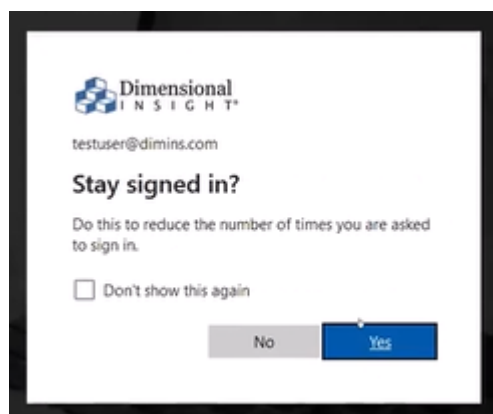 Dimensional
INSIGHT®
testuser@dimins.com
Stay signed in?
Do this to reduce the number of times you are asked
to sign in.
Don't show this again
No
Yes